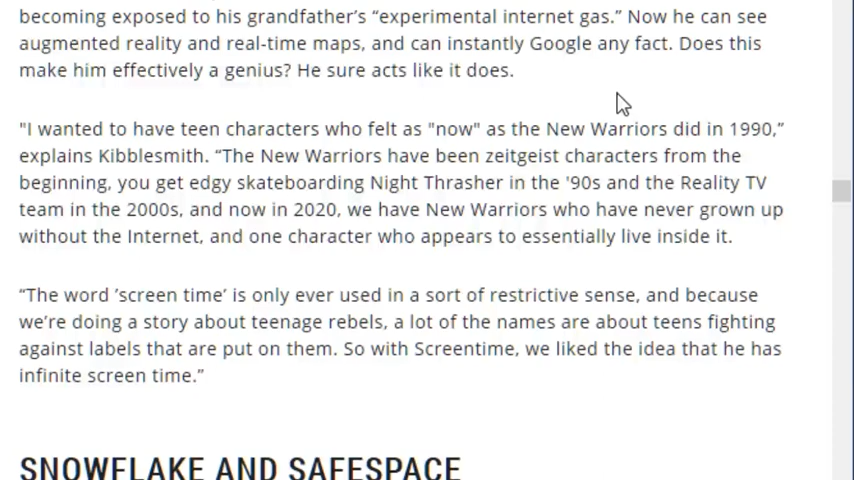 becoming exposed to his grandfather’s “experimental internet gas.” Now he can see
augmented reality and real-time maps, and can instantly Google any fact. Does this
make him effectively a genius? He sure acts like it does.
"I wanted to have teen characters who felt as "now" as the New Warriors did in 1990,”
explains Kibblesmith. “The New Warriors have been zeitgeist characters from the
beginning, you get edgy skateboarding Night Thrasher in the '90s and the Reality TV
team in the 2000s, and now in 2020, we have New Warriors who have never grown up
without the Internet, and one character who appears to essentially live inside it.
“The word ‘screen time’ is only ever used in a sort of restrictive sense, and because
we’re doing a story about teenage rebels, a lot of the names are about teens fighting
against labels that are put on them. So with Screentime, we liked the idea that he has
infinite screen time.”
SNOWFLAKE AND SAFESPACE